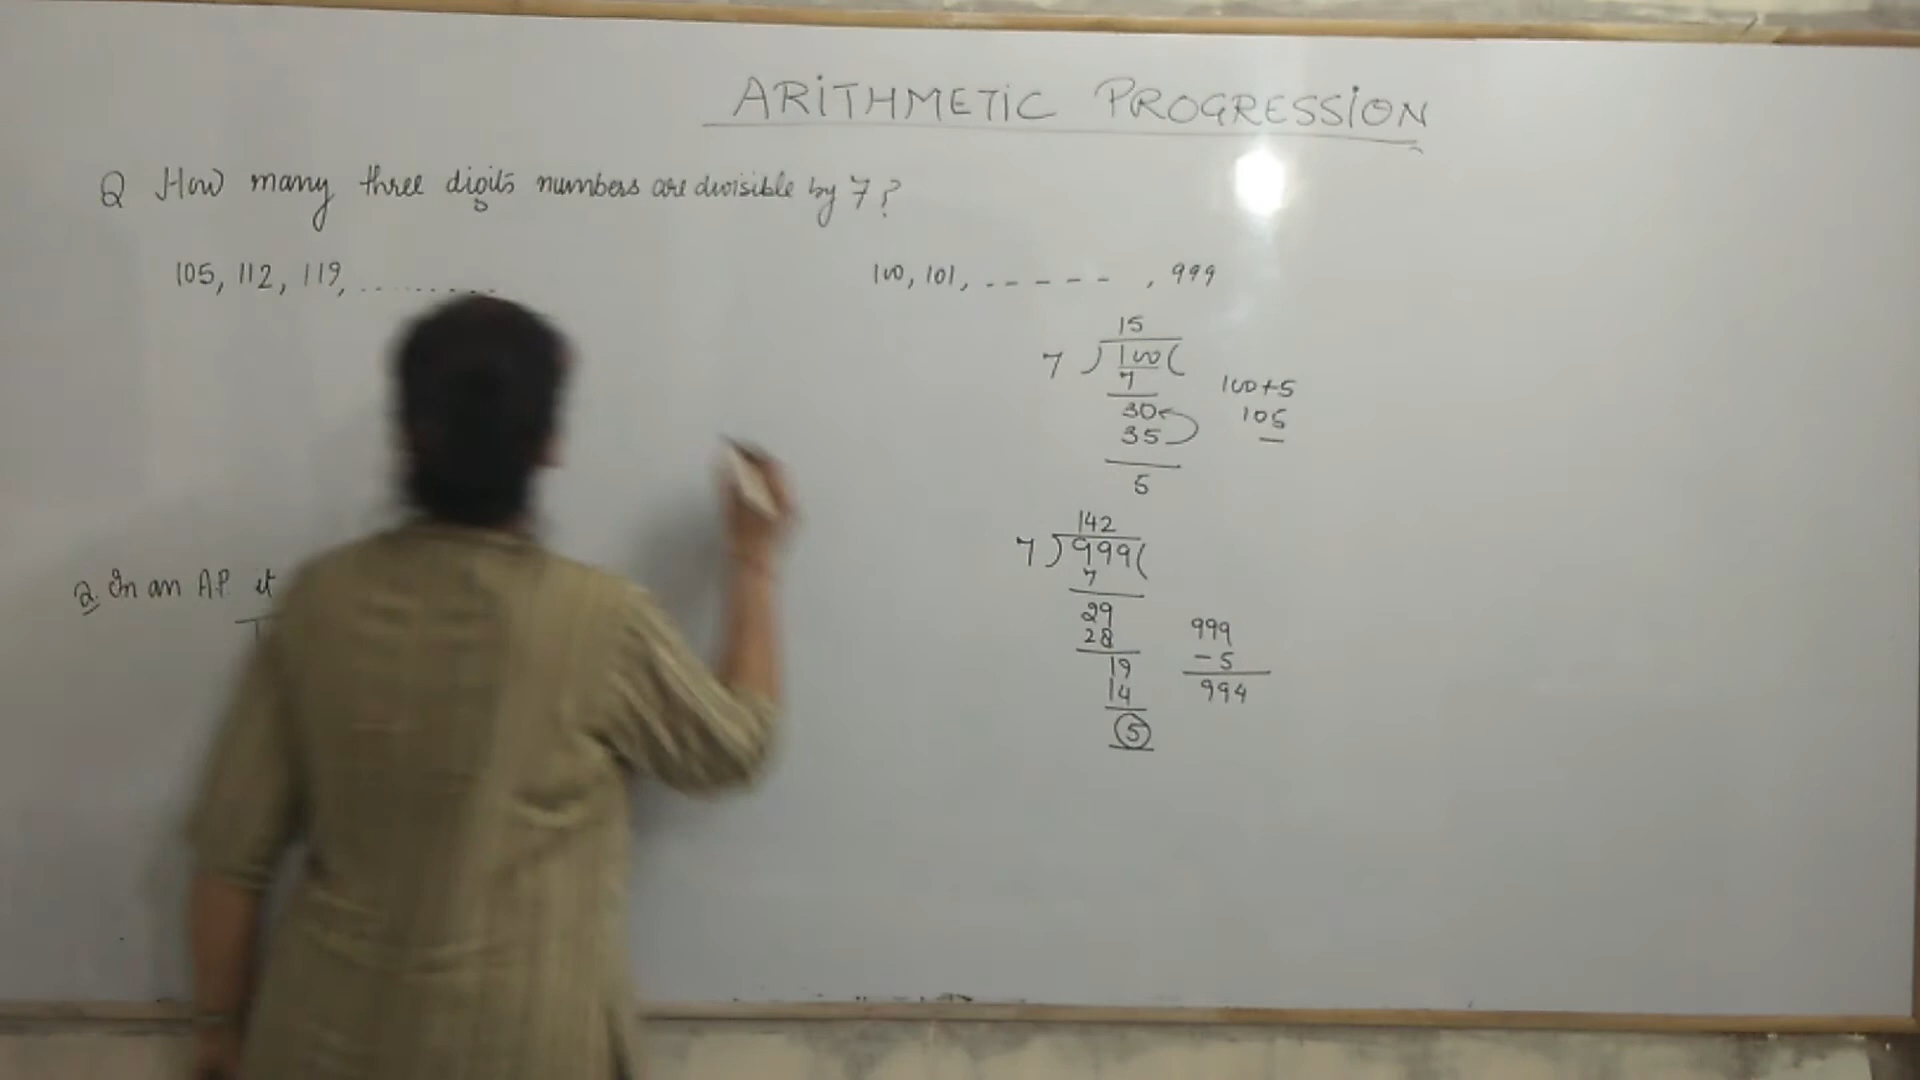 ARITHMETIC PROGRESSION
Q How many three digits numbers are divisible by 7?
105, 112, 119, .........
100, 101, - - - - - , 999
15
7 ) 100 (
7
30
35
5
100+5
105
142
7 ) 999 (
7
29
28
19
14
5
999
- 5
994
Q. In an AP it